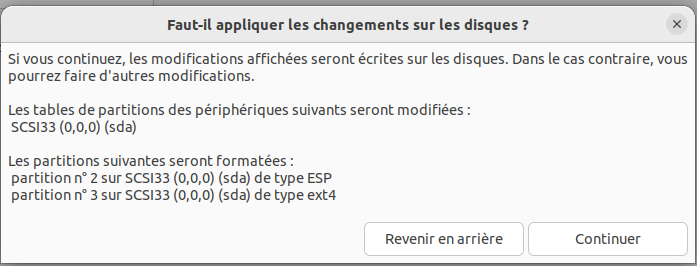 Faut-il appliquer les changements sur les disques ?
Si vous continuez, les modifications affichées seront écrites sur les disques. Dans le cas contraire, vous
pourrez faire d'autres modifications.
Les tables de partitions des périphériques suivants seront modifiées :
SCSI33 (0,0,0) (sda)
Les partitions suivantes seront formatées :
partition n° 2 sur SCSI33 (0,0,0) (sda) de type ESP
partition n° 3 sur SCSI33 (0,0,0) (sda) de type ext4
Revenir en arrière
Continuer